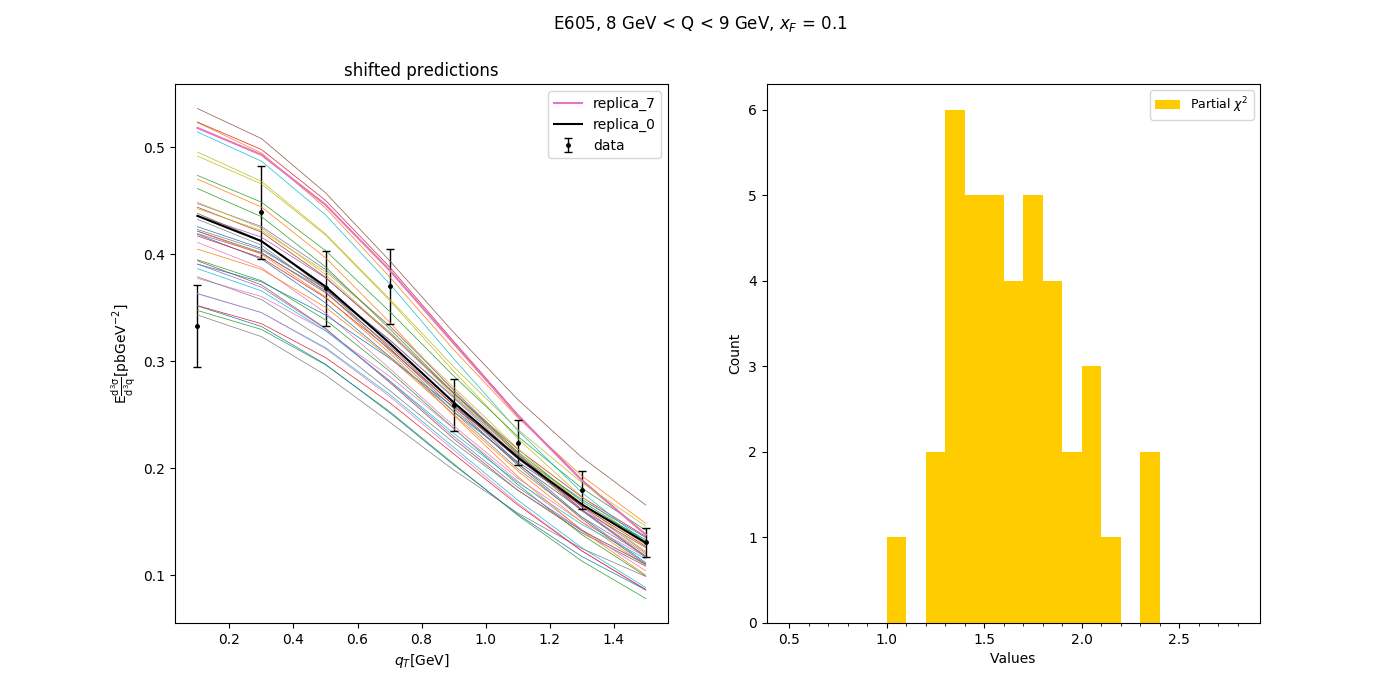 E605, 8 GeV < Q < 9 GeV, $x_F$ = 0.1
shifted predictions
replica_7
replica_0
data
0.5
0.4
0.3
0.2
0.1
E d³σ/d³q [pbGeV⁻²]
0.2 0.4 0.6 0.8 1.0 1.2 1.4
$q_T$[GeV]
Partial χ²
6
5
4
3
2
1
0
Count
0.5 1.0 1.5 2.0 2.5
Values